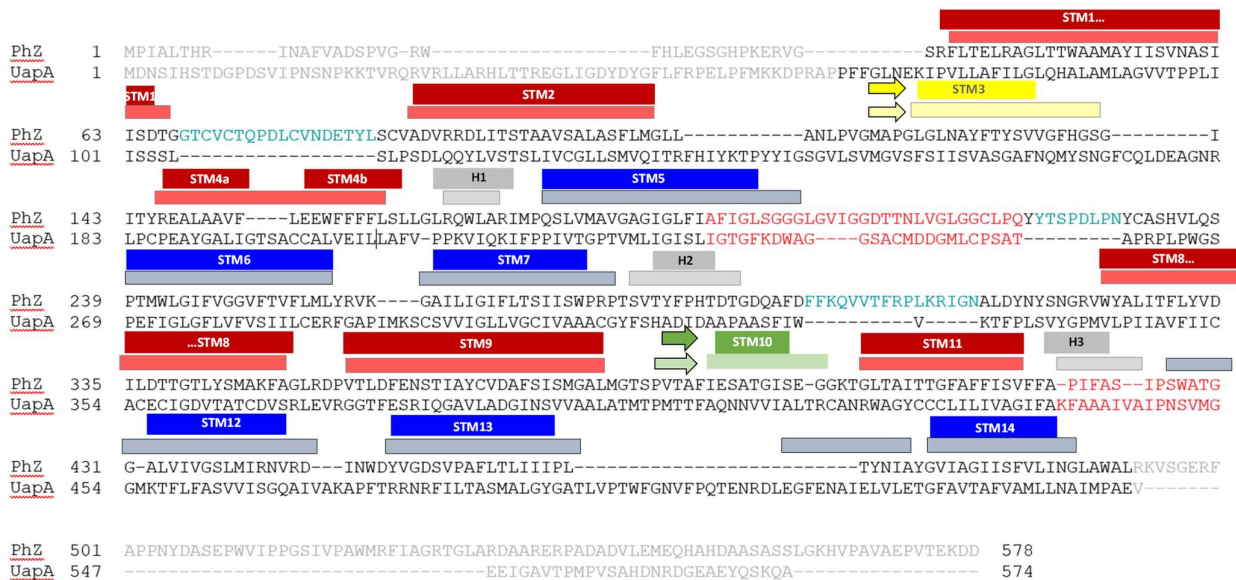 STM1...
PhZ 1 MPIALTHR------INAFVADSPVG-RW--------------------FHLEGSGHPKERVG-----------SRFLTELRAGLTTWAAMAYIISVNASI
UapA 1 MDNSIHSTDGPDSVIPNSNPKKTVRQRVRLLARHLTTREGLIGDYDYGFLFRPELPFMKKDPRAPPFFGLNEKIPVLLAFILGLQHALAMLAGVVTPPLI
STM1 STM2 STM3
PhZ 63 ISDTGGTCVCTQPDLCVNDETYLSCVADVRRDLITSTAAVSALASFLMGLL-----------ANLPVGMAPGLGLNAYFTYSVVGFHGSG---------I
UapA 101 ISSSL------------------SLPSDLQQYLVSTSLIVCGLLSMVQITRFHIYKTPYYIGSGVLSVMGVSFSIISVASGAFNQMYSNGFCQLDEAGNR
STM4a STM4b H1 STM5
PhZ 143 ITYREALAAVF----LEEWFFFFLSLLGLRQWLARIMPQSLVMAVGAGIGLFIAFIGLSGGGLGVIGGDTTNLVGLGGCLPQYYTSPDLPNYCASHVLQS
UapA 183 LPCPEAYGALIGTSACCALVEILLAFV-PPKVIQKIFPPIVTGPTVMLIGISLIGTGFKDWAG----GSACMDDGMLCPSAT---------APRPLPWGS
STM6 STM7 H2 STM8...
PhZ 239 PTMWLGIFVGGVFTVFLMLYRVK----GAILIGIFLTSIISWPRPTSVTYFPHTDTGDQAFDFFKQVVTFRPLKRIGNALDYNYSNGRVWYALITFLYVD
UapA 269 PEFIGLGFLFVFSIILCERFGAPIMKSCSVVIGLLVGCIVAAACGYFSHADIDAAPAASFIW----------V-----KTFPLSVYGPMVLPIIAVFIIC
...STM8 STM9 STM10 STM11 H3
PhZ 335 ILDTTGTLYSMAKFAGLRDPVTLDFENSTIAYCVDAFSISMGALMGTSPVTAFIESATGISE-GGKTGLTAITTGFAFFISVFFA-PIFAS--IPSWATG
UapA 354 ACECIGDVTATCDVSRLEVRGGTFESRIQGAVLADGINSVVAALATMTPMTTFAQNNVVIALTRCANRWAGYCCCLILIVAGIFAKFAAAIVAIPNSVMG
STM12 STM13 STM14
PhZ 431 G-ALVIVGSLMIRNVRD---INWDYVGDSVPAFLTLIIIPL--------------------------TYNIAYGVIAGIISFVLINGLAWALRKVSGERF
UapA 454 GMKTFLFASVVISGQAIVAKAPFTRRNRFILTASMALGYGATLVPTWFGNVFPQTENRDLEGFENAIELVLETGFAVTAFVAMLLNAIMPAEV-------
PhZ 501 APPNYDASEPWVIPPGSIVPAWMRFIAGRTGLARDAARERPADADVLEMEQHAHDAASASSLGKHVPAVAEPVTEKDD 578
UapA 547 ---------------------------------EEIGAVTPMPVSAHDNRDGEAEYQSKQA----------------- 574